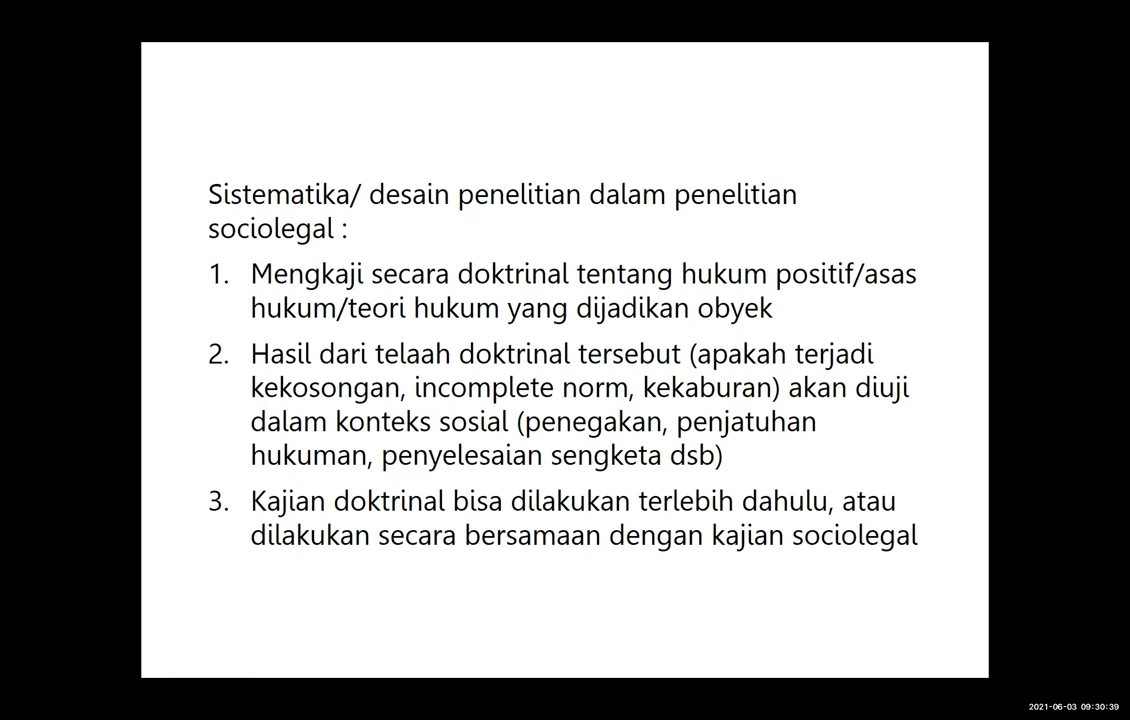 Sistematika/ desain penelitian dalam penelitian
sociolegal :
1. Mengkaji secara doktrinal tentang hukum positif/asas
hukum/teori hukum yang dijadikan obyek
2. Hasil dari telaah doktrinal tersebut (apakah terjadi
kekosongan, incomplete norm, kekaburan) akan diuji
dalam konteks sosial (penegakan, penjatuhan
hukuman, penyelesaian sengketa dsb)
3. Kajian doktrinal bisa dilakukan terlebih dahulu, atau
dilakukan secara bersamaan dengan kajian sociolegal
2021-06-03 09:30:39